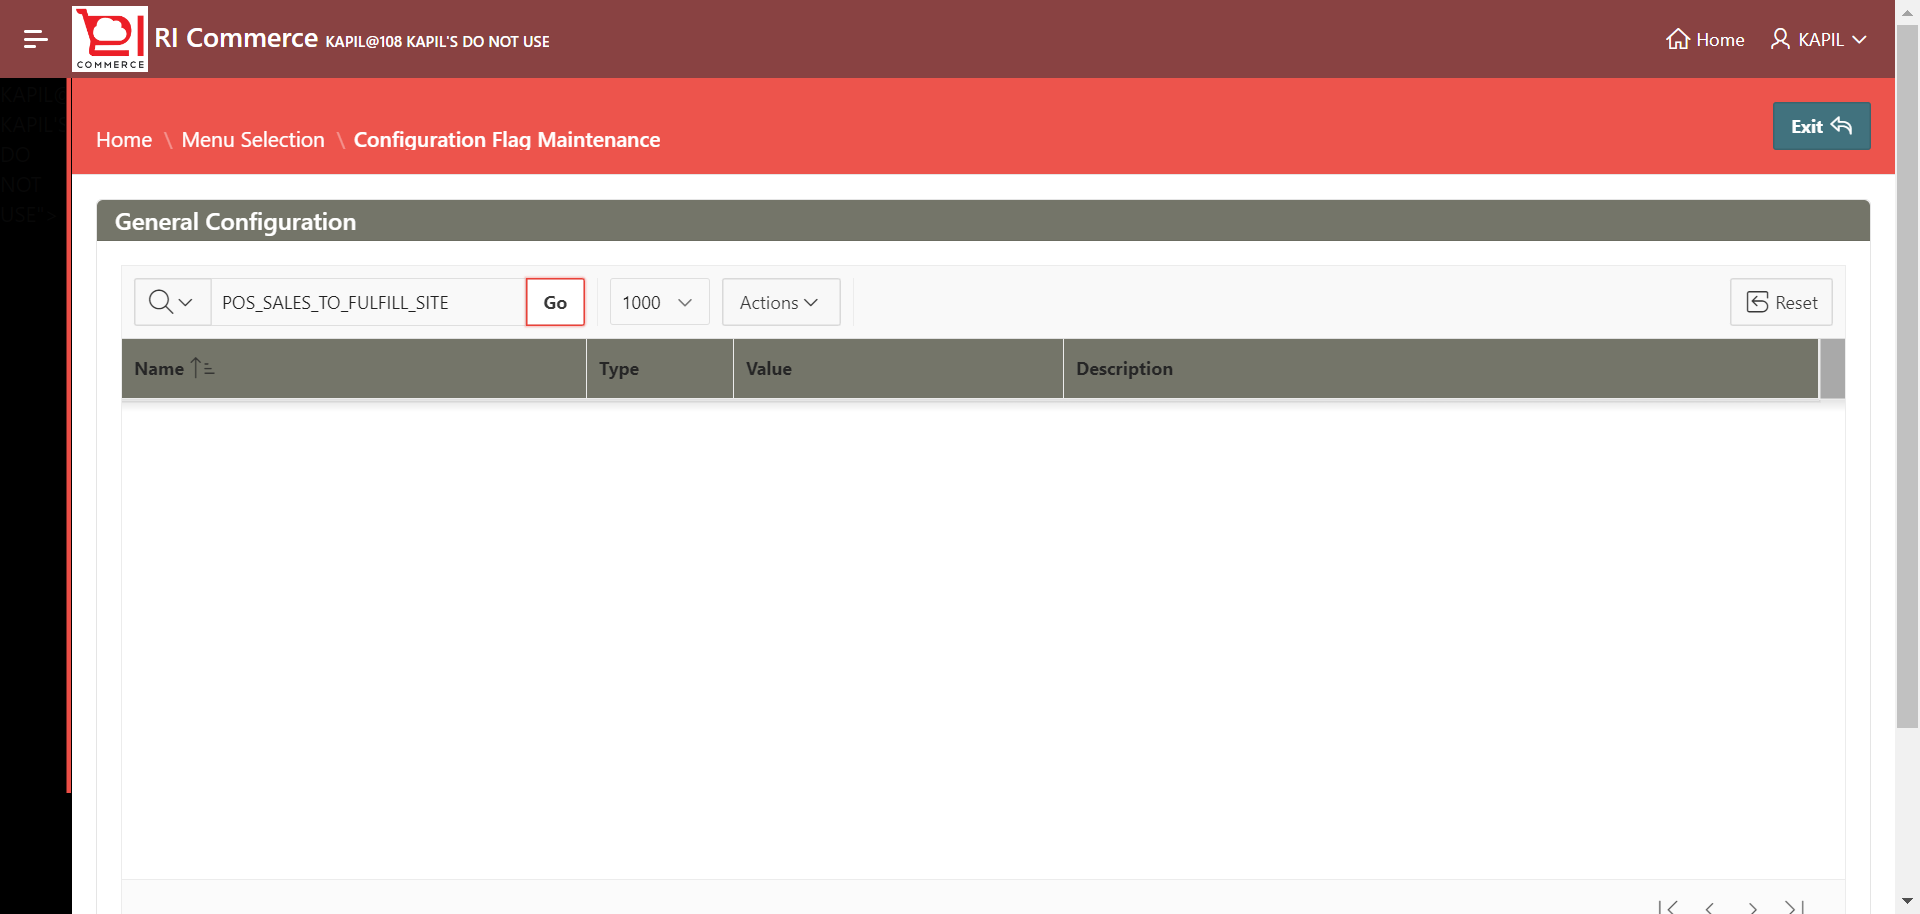 COMMERCE
RI Commerce KAPIL@108 KAPIL'S DO NOT USE
Home
KAPIL
KAPIL@
KAPIL'S
DO
NOT
USE
Home \ Menu Selection \ Configuration Flag Maintenance
Exit
General Configuration
POS_SALES_TO_FULFILL_SITE
Go
1000
Actions
Reset
Name
Type
Value
Description